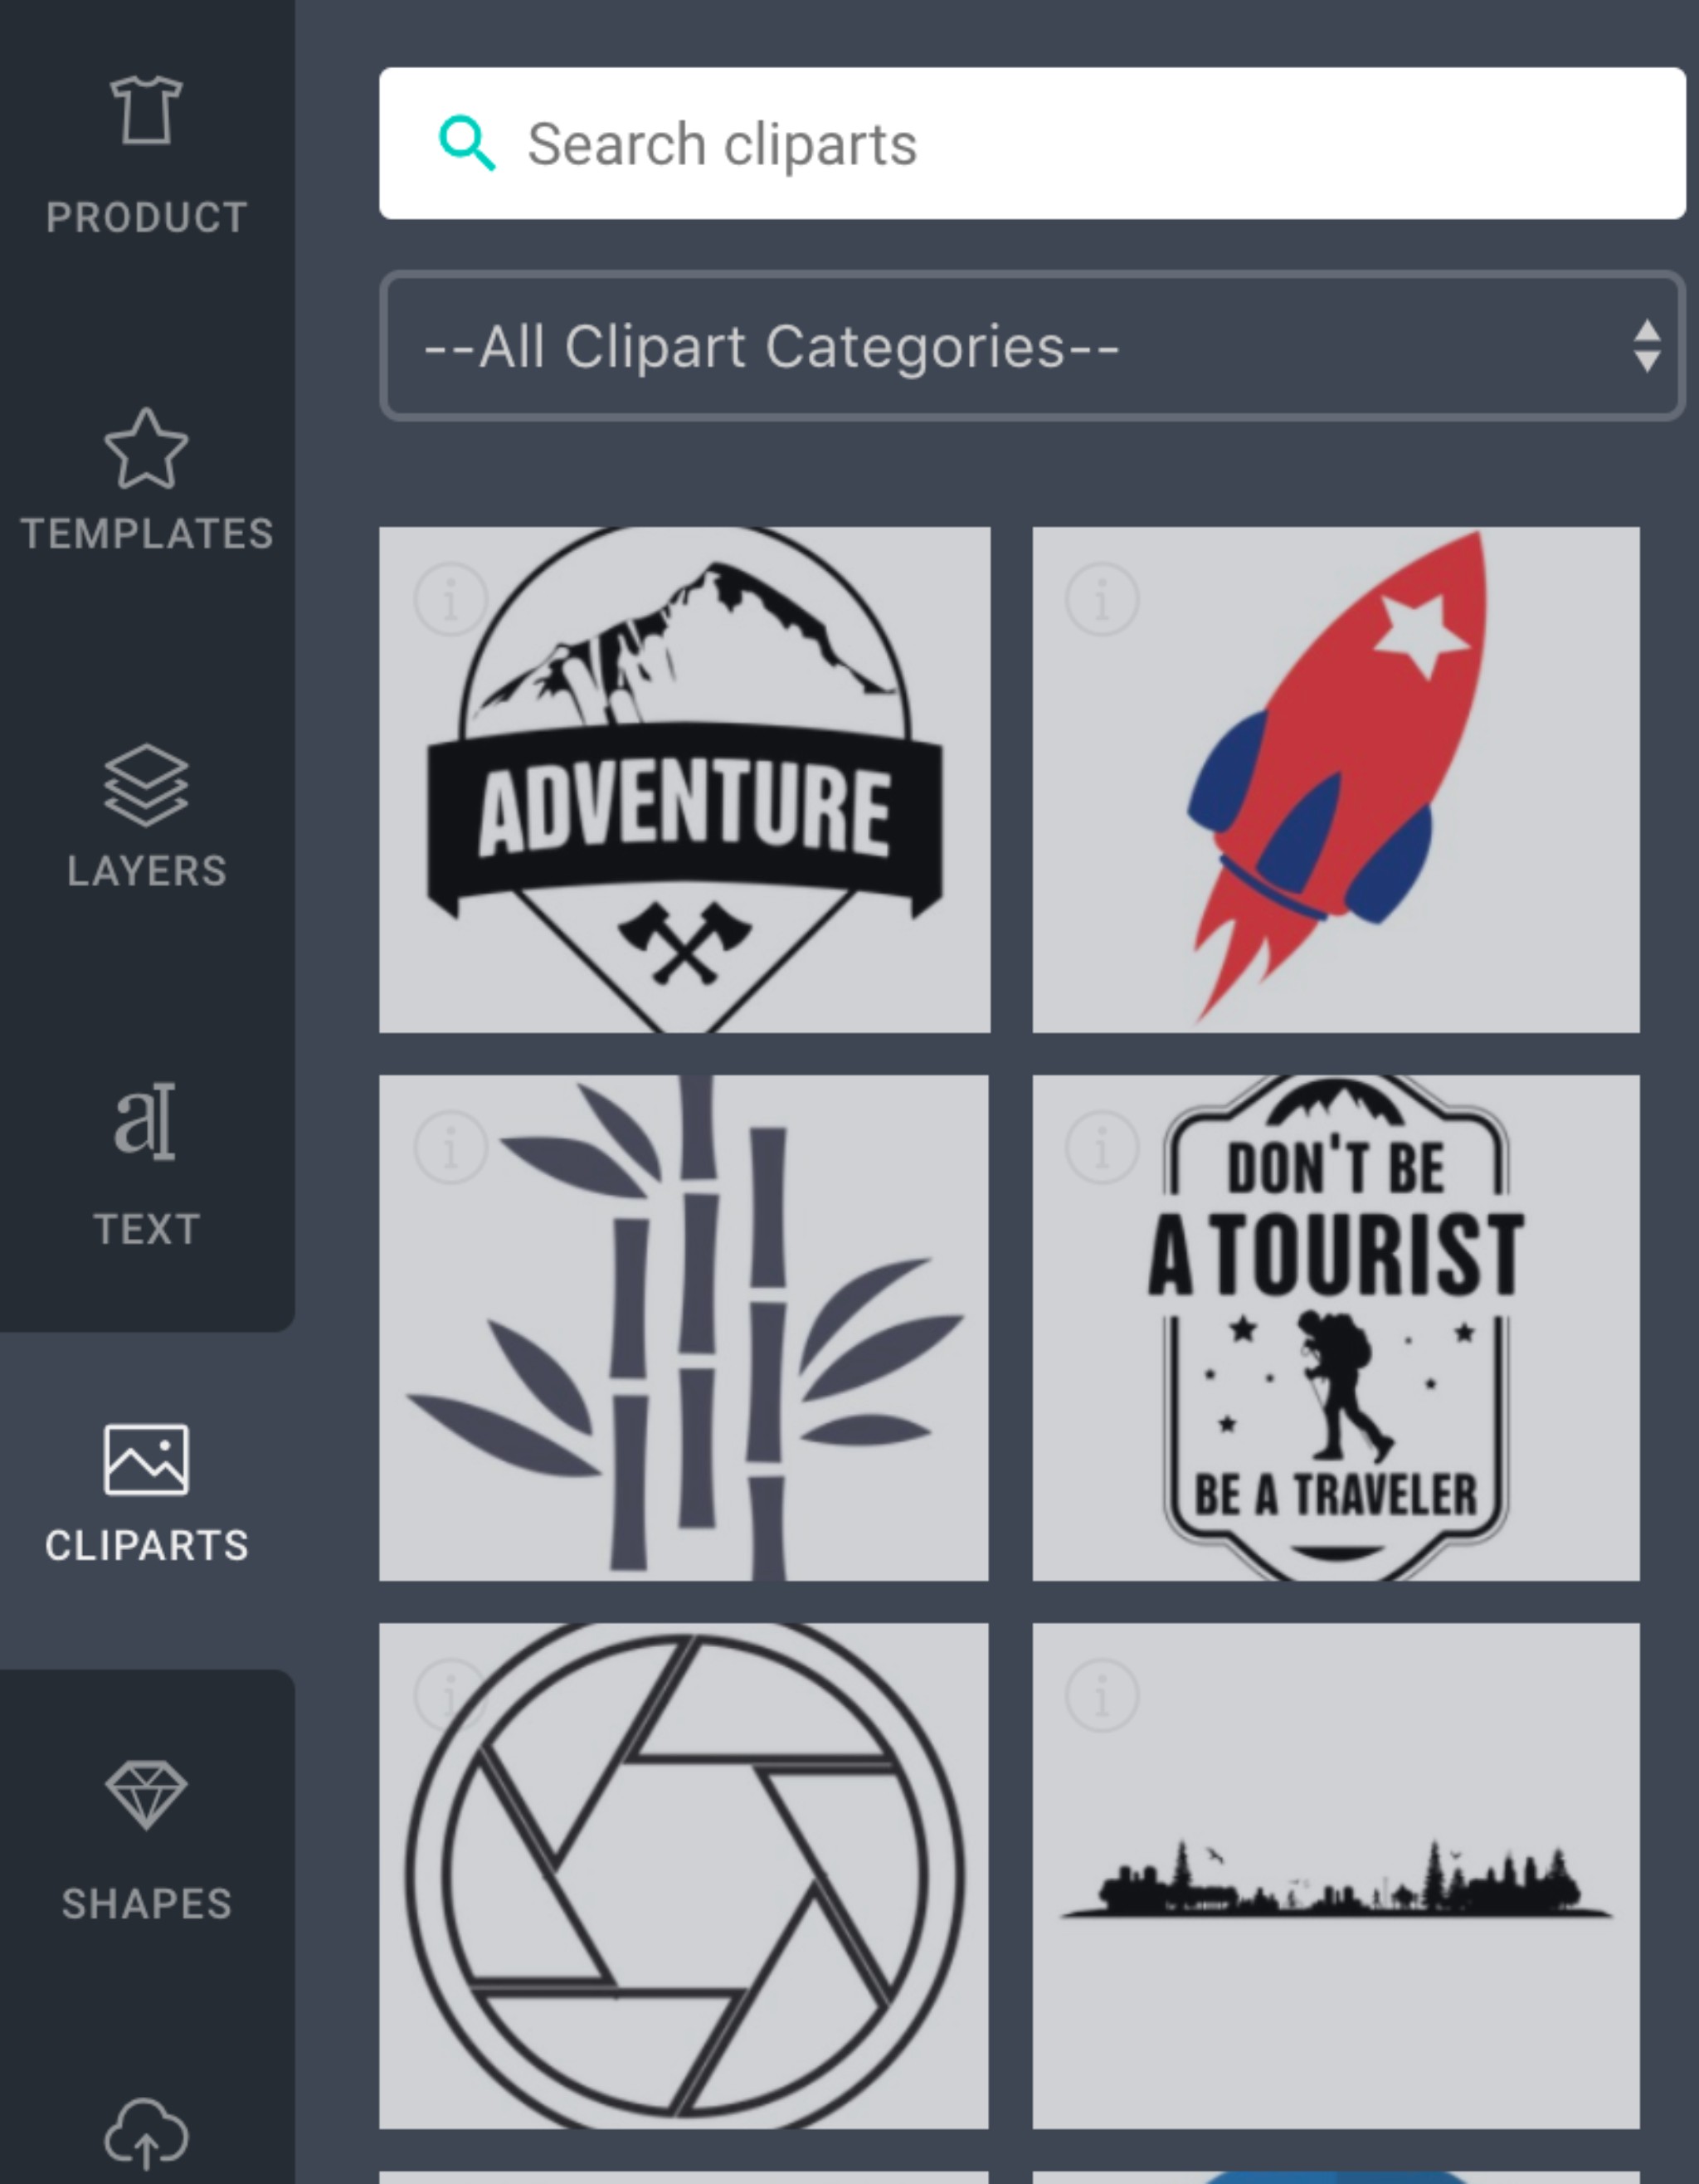 PRODUCT
TEMPLATES
LAYERS
TEXT
CLIPARTS
SHAPES
Search cliparts
--All Clipart Categories--
i
ADVENTURE
i
i
i
DON'T BE
A TOURIST
BE A TRAVELER
i
i